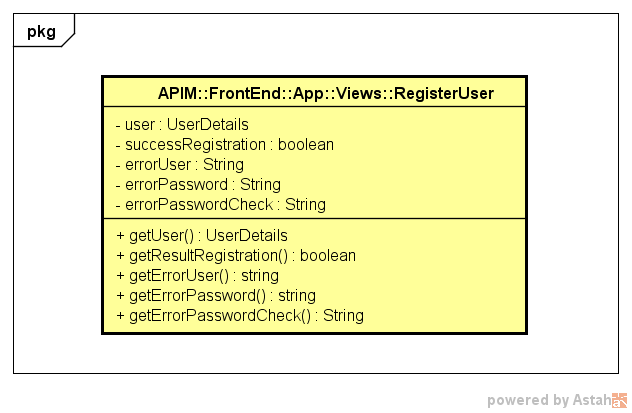 pkg
APIM::FrontEnd::App::Views::RegisterUser
- user : UserDetails
- successRegistration : boolean
- errorUser : String
- errorPassword : String
- errorPasswordCheck : String
+ getUser() : UserDetails
+ getResultRegistration() : boolean
+ getErrorUser() : string
+ getErrorPassword() : string
+ getErrorPasswordCheck() : String
powered by Astah